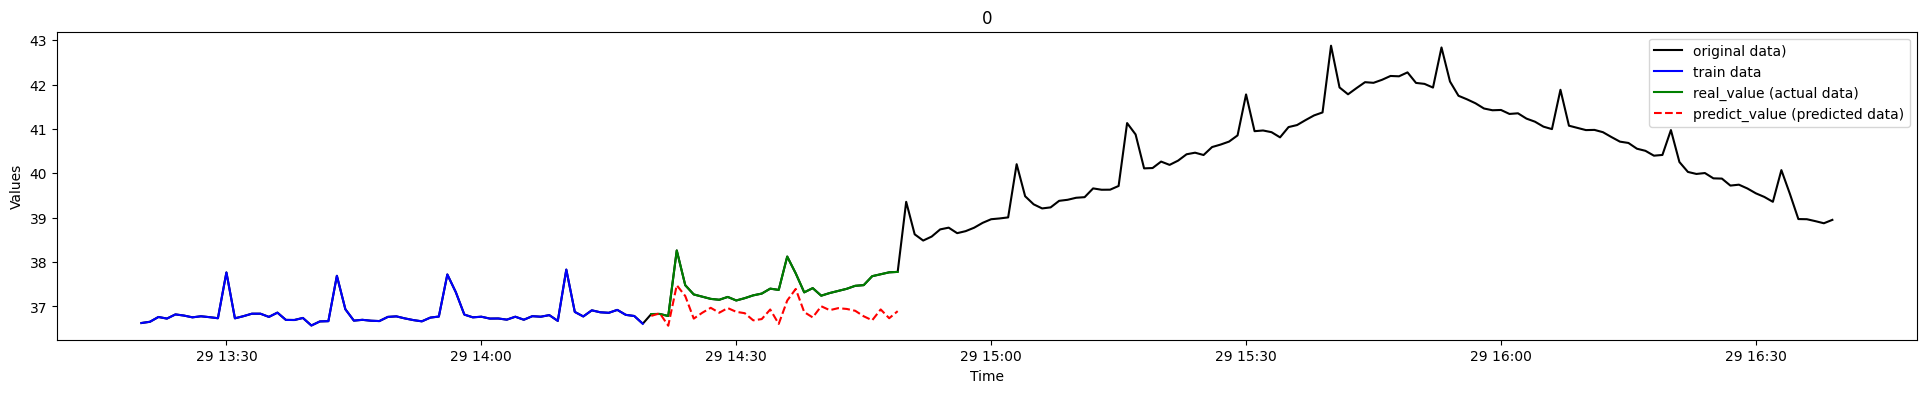 0
43
42
41
40
39
38
37
Values
original data)
train data
real_value (actual data)
predict_value (predicted data)
29 13:30
29 14:00
29 14:30
29 15:00
29 15:30
29 16:00
29 16:30
Time